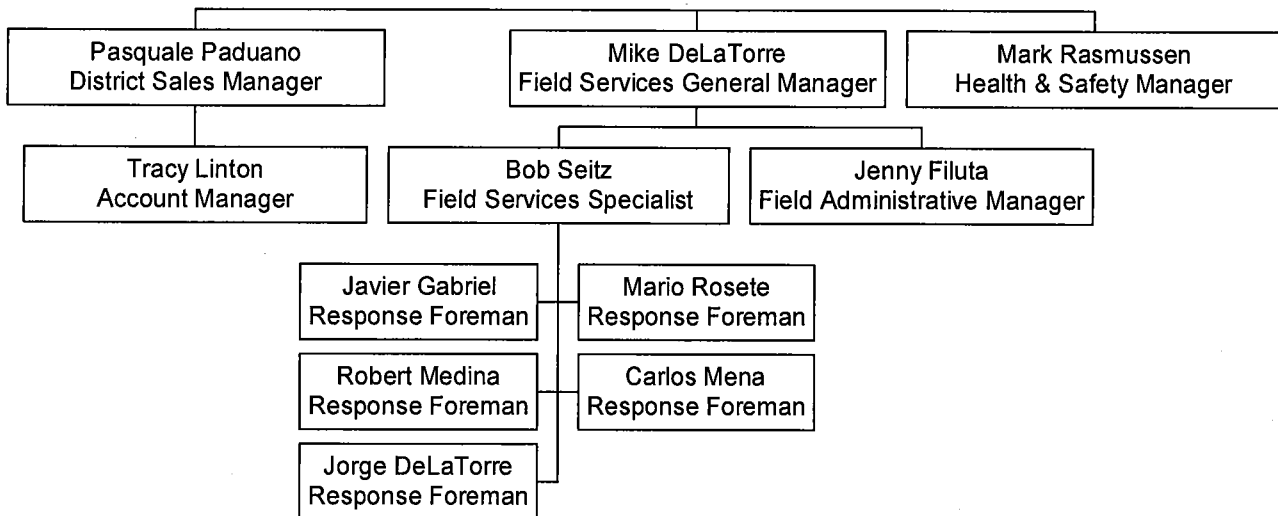 Pasquale Paduano
District Sales Manager
Mike DeLaTorre
Field Services General Manager
Mark Rasmussen
Health & Safety Manager
Tracy Linton
Account Manager
Bob Seitz
Field Services Specialist
Jenny Filuta
Field Administrative Manager
Javier Gabriel
Response Foreman
Mario Rosete
Response Foreman
Robert Medina
Response Foreman
Carlos Mena
Response Foreman
Jorge DeLaTorre
Response Foreman